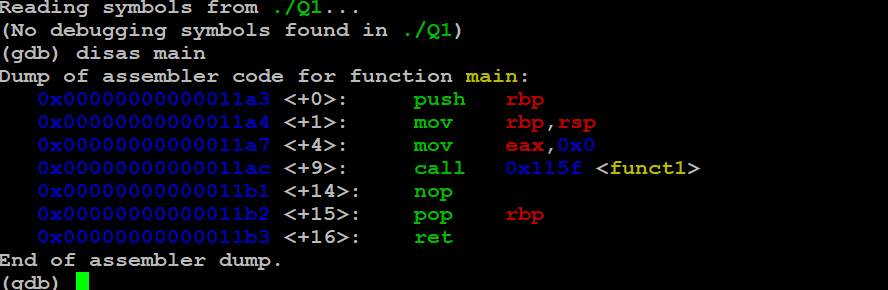 Reading symbols from ./Q1...
(No debugging symbols found in ./Q1)
(gdb) disas main
Dump of assembler code for function main:
   0x00000000000011a3 <+0>:     push   rbp
   0x00000000000011a4 <+1>:     mov    rbp,rsp
   0x00000000000011a7 <+4>:     mov    eax,0x0
   0x00000000000011ac <+9>:     call   0x115f <funct1>
   0x00000000000011b1 <+14>:    nop
   0x00000000000011b2 <+15>:    pop    rbp
   0x00000000000011b3 <+16>:    ret
End of assembler dump.
(gdb)